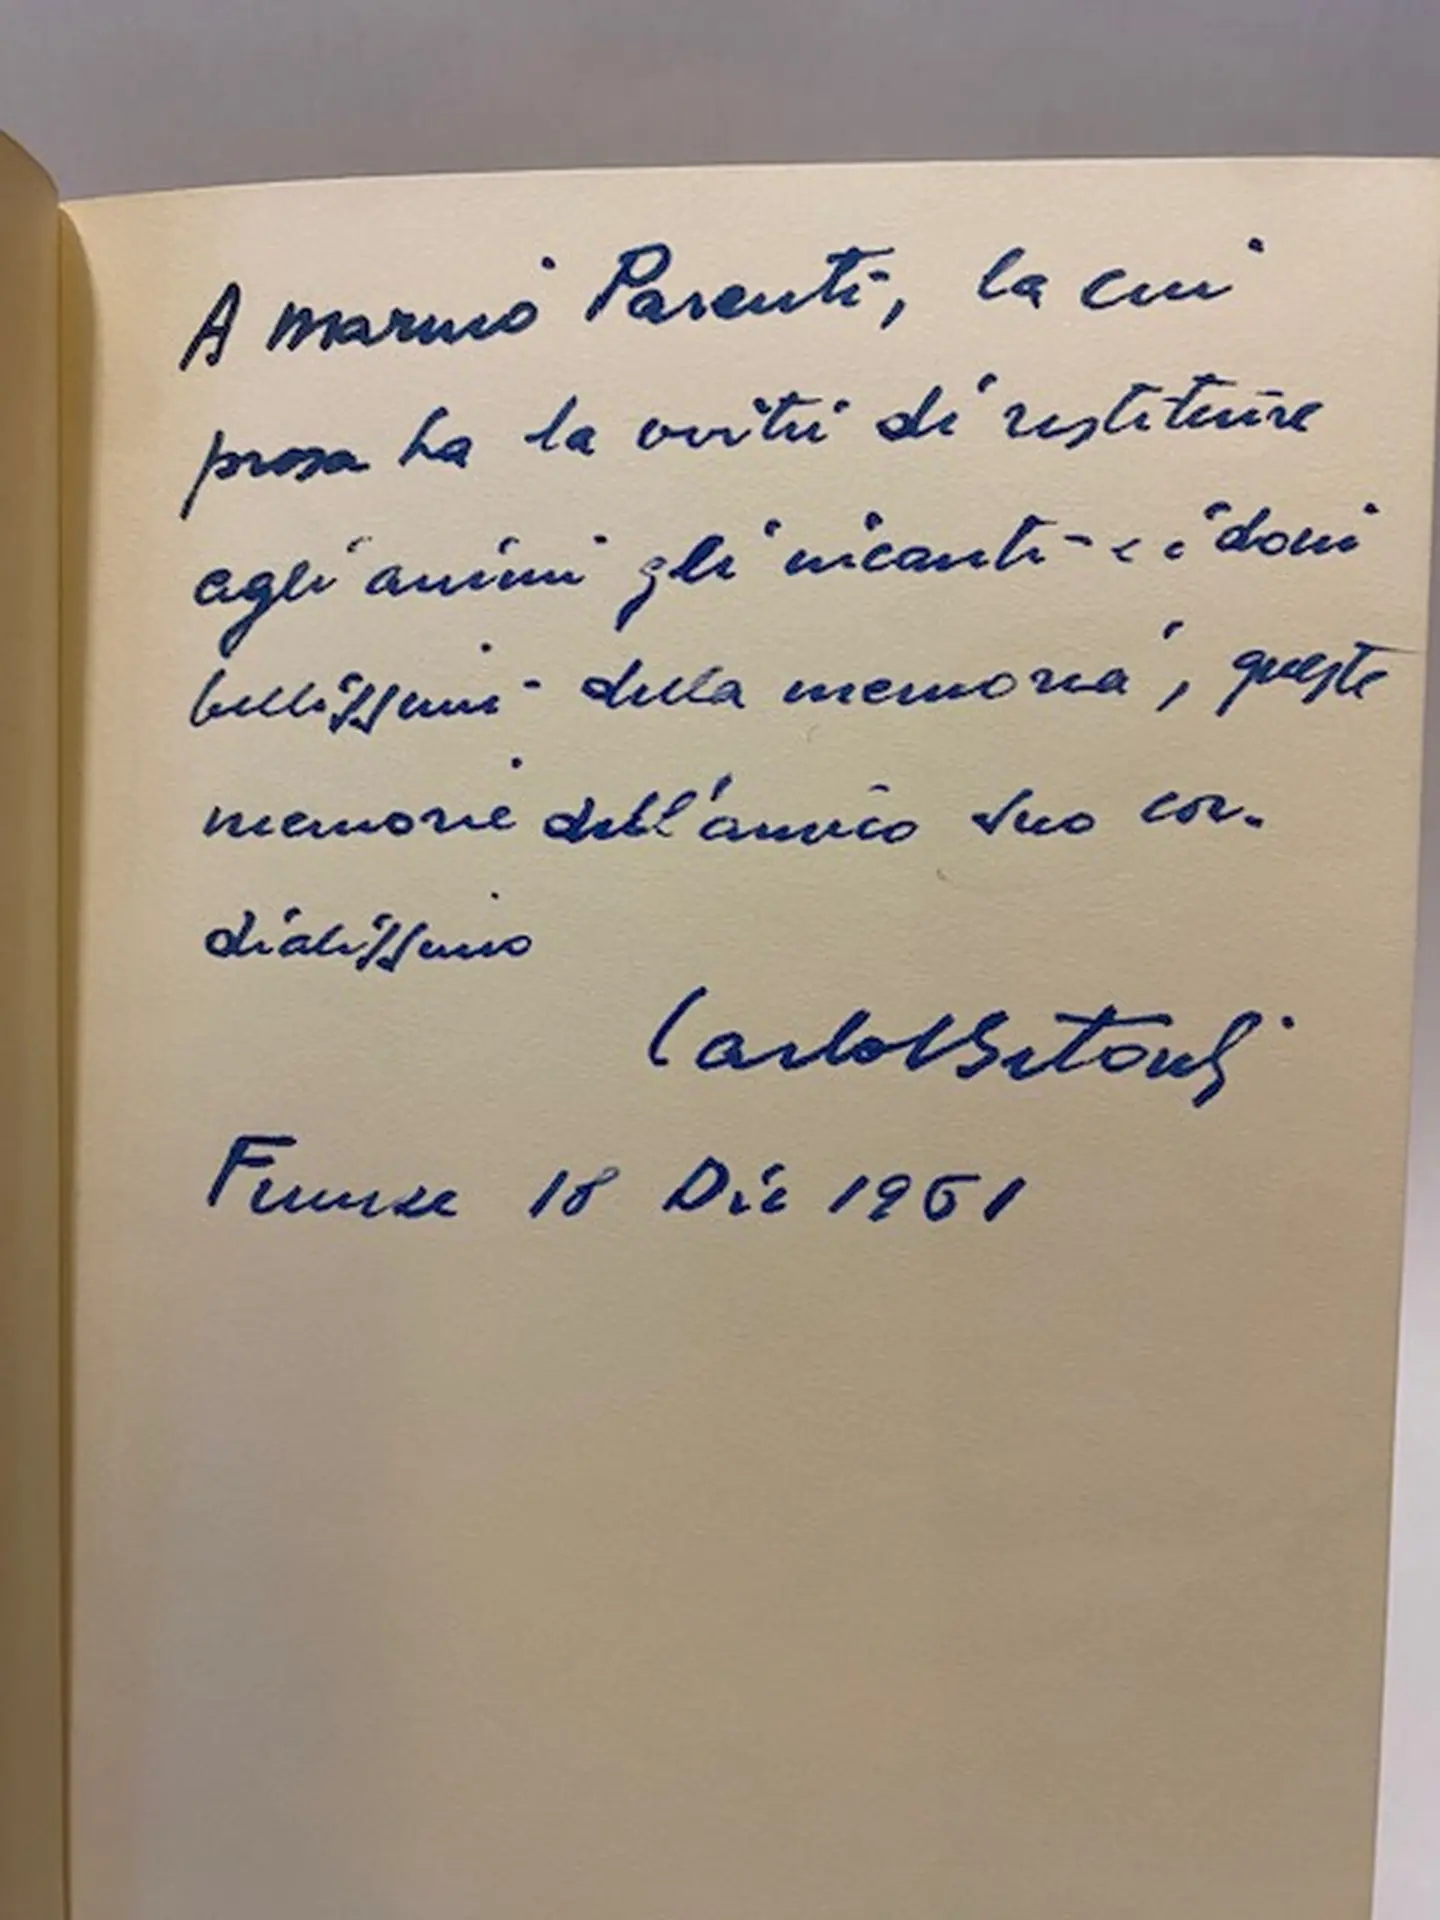 A Marino Parenti, la cui
prosa ha la virtù di restituire
agli animi gli incanti e i doni
bellissimi della memoria, queste
memorie dell'amico suo cor-
dialissimo
Carlo Betocchi
Firenze 18 Dic 1961